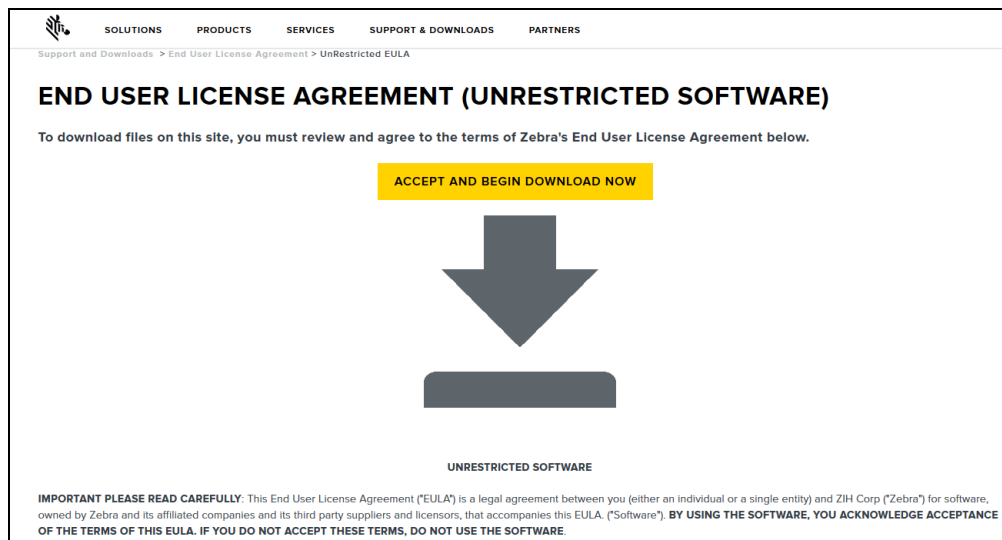 SOLUTIONS PRODUCTS SERVICES SUPPORT & DOWNLOADS PARTNERS
Support and Downloads > End User License Agreement > UnRestricted EULA
END USER LICENSE AGREEMENT (UNRESTRICTED SOFTWARE)
To download files on this site, you must review and agree to the terms of Zebra's End User License Agreement below.
ACCEPT AND BEGIN DOWNLOAD NOW
UNRESTRICTED SOFTWARE
IMPORTANT PLEASE READ CAREFULLY: This End User License Agreement ("EULA") is a legal agreement between you (either an individual or a single entity) and ZIH Corp ("Zebra") for software,
owned by Zebra and its affiliated companies and its third party suppliers and licensors, that accompanies this EULA. ("Software"). BY USING THE SOFTWARE, YOU ACKNOWLEDGE ACCEPTANCE
OF THE TERMS OF THIS EULA. IF YOU DO NOT ACCEPT THESE TERMS, DO NOT USE THE SOFTWARE.